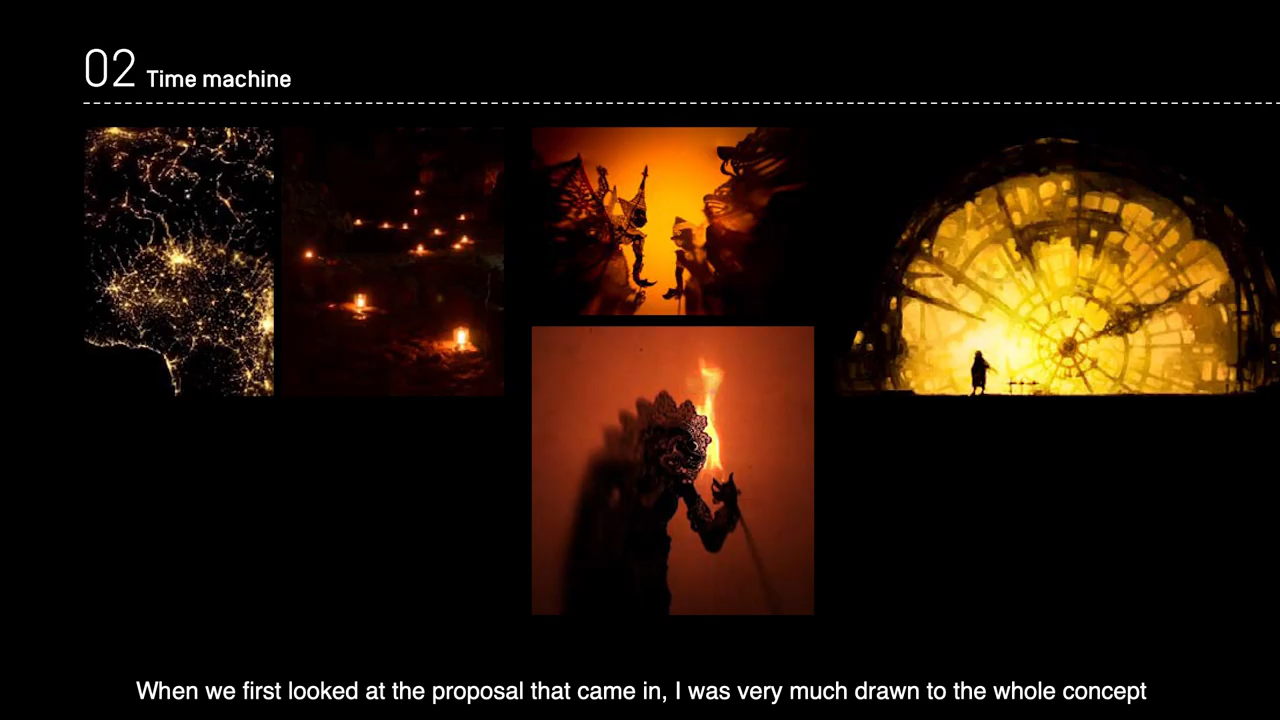 02 Time machine
When we first looked at the proposal that came in, I was very much drawn to the whole concept